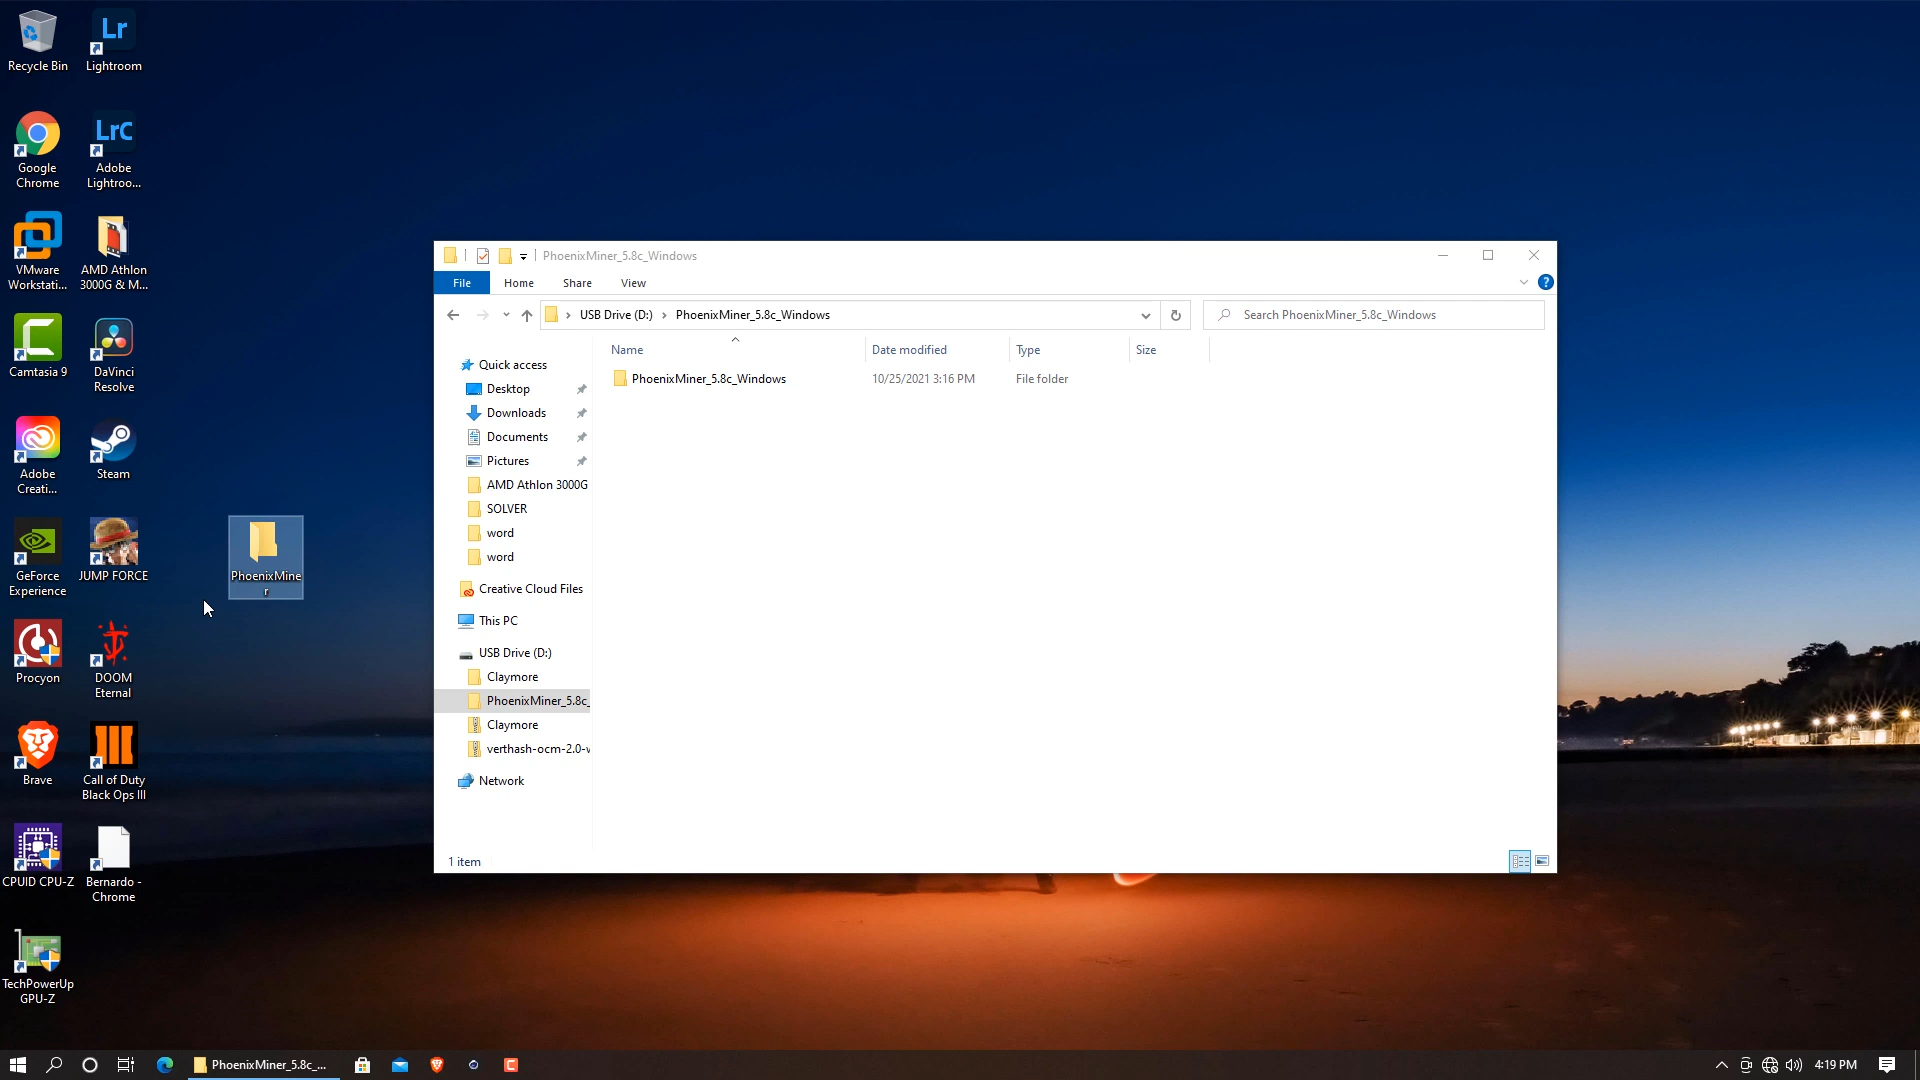 Recycle Bin
Lightroom
Google
Chrome
Adobe
Lightroo...
VMware
Workstati...
AMD Athlon
3000G & M...
Camtasia 9
DaVinci
Resolve
Adobe
Creati...
Steam
GeForce
Experience
JUMP FORCE
Procyon
DOOM
Eternal
Brave
Call of Duty
Black Ops III
CPUID CPU-Z
Bernardo -
Chrome
TechPowerUp
GPU-Z
Lr
LrC
PhoenixMine
r
PhoenixMiner_5.8c_Windows
File
Home
Share
View
?
USB Drive (D:)
PhoenixMiner_5.8c_Windows
Search PhoenixMiner_5.8c_Windows
Name
Date modified
Type
Size
PhoenixMiner_5.8c_Windows
10/25/2021 3:16 PM
File folder
Quick access
Desktop
Downloads
Documents
Pictures
AMD Athlon 3000G
SOLVER
word
word
Creative Cloud Files
This PC
USB Drive (D:)
Claymore
PhoenixMiner_5.8c_
Claymore
verthash-ocm-2.0-v
Network
1 item
PhoenixMiner_5.8c_...
4:19 PM